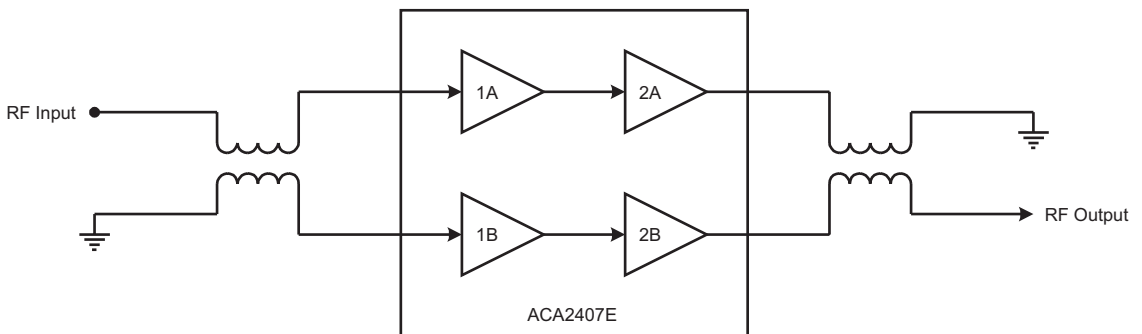 1A
2A
RF Input
1B
2B
RF Output
ACA2407E